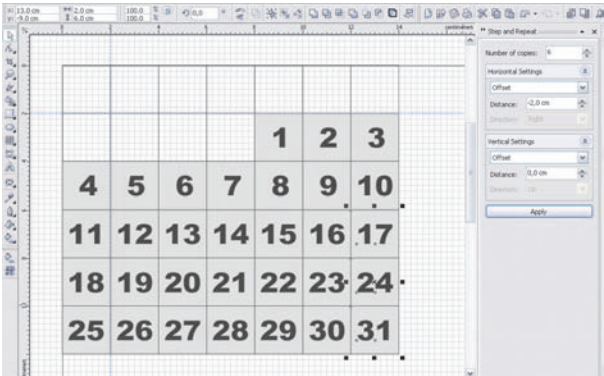 x: 13.0 cm 2.0 cm 100.0 % 0,0 °
y: -9.0 cm 6.0 cm 100.0 %
centimeters
Step and Repeat
Number of copies: 6
Horizontal Settings
Offset
Distance: -2,0 cm
Direction: Right
Vertical Settings
Offset
Distance: 0,0 cm
Direction: Up
Apply
1 2 3
4 5 6 7 8 9 10
11 12 13 14 15 16 17
18 19 20 21 22 23 24
25 26 27 28 29 30 31